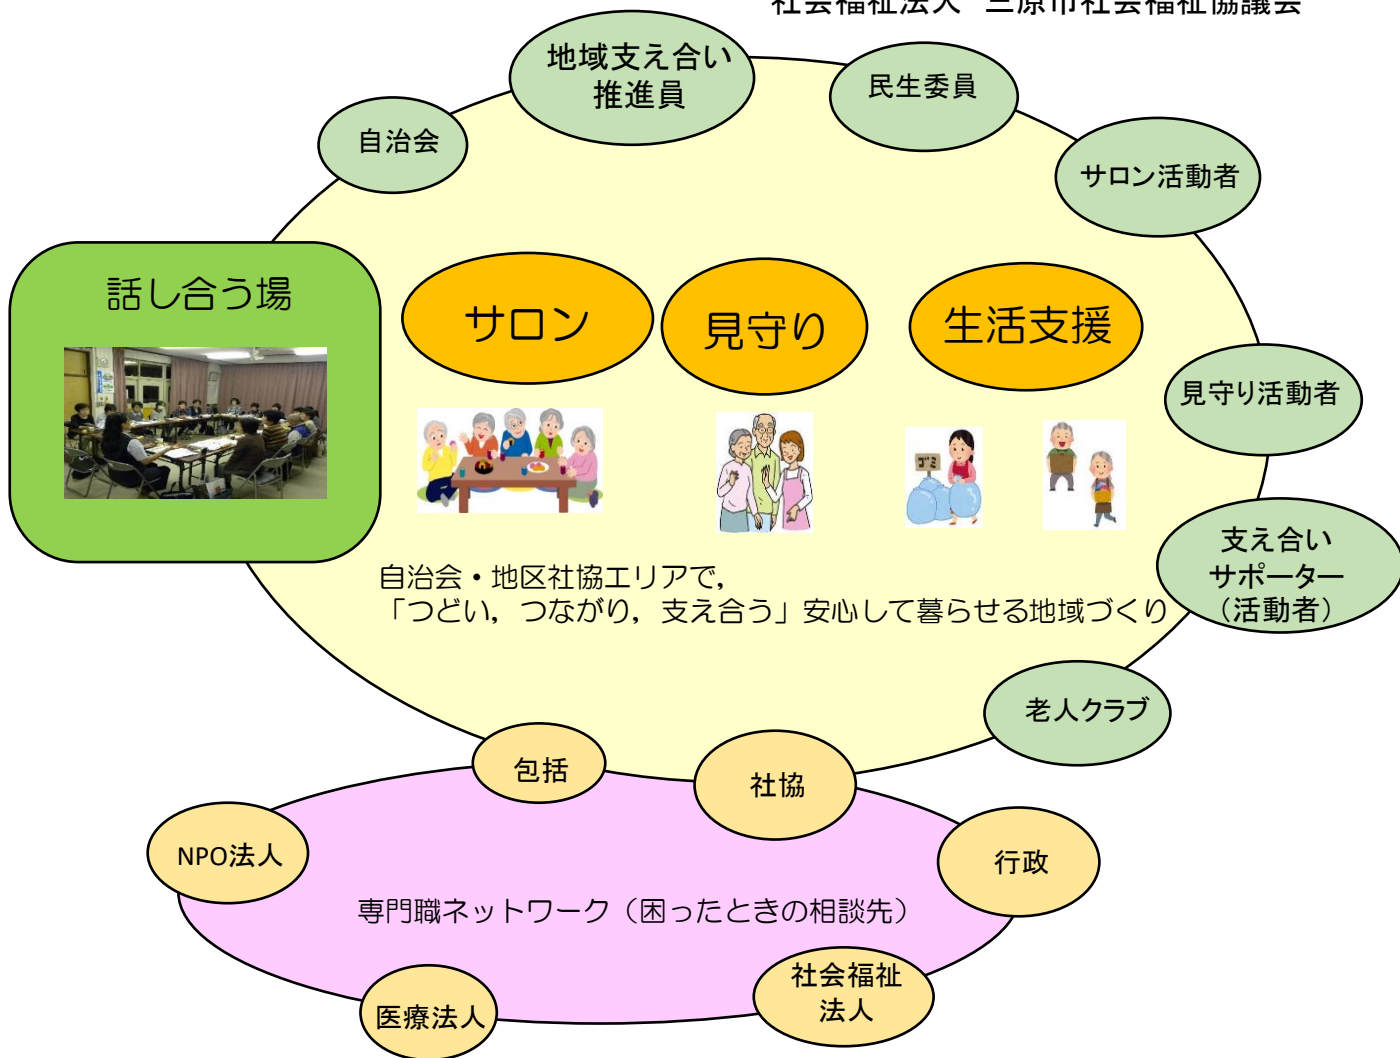 社会福祉法人 三原市社会福祉協議会
地域支え合い
推進員
民生委員
自治会
サロン活動者
話し合う場
サロン
見守り
生活支援
見守り活動者
ゴミ
支え合い
サポーター
（活動者）
自治会・地区社協エリアで，
「つどい，つながり，支え合う」安心して暮らせる地域づくり
老人クラブ
包括
社協
NPO法人
行政
専門職ネットワーク（困ったときの相談先）
医療法人
社会福祉
法人